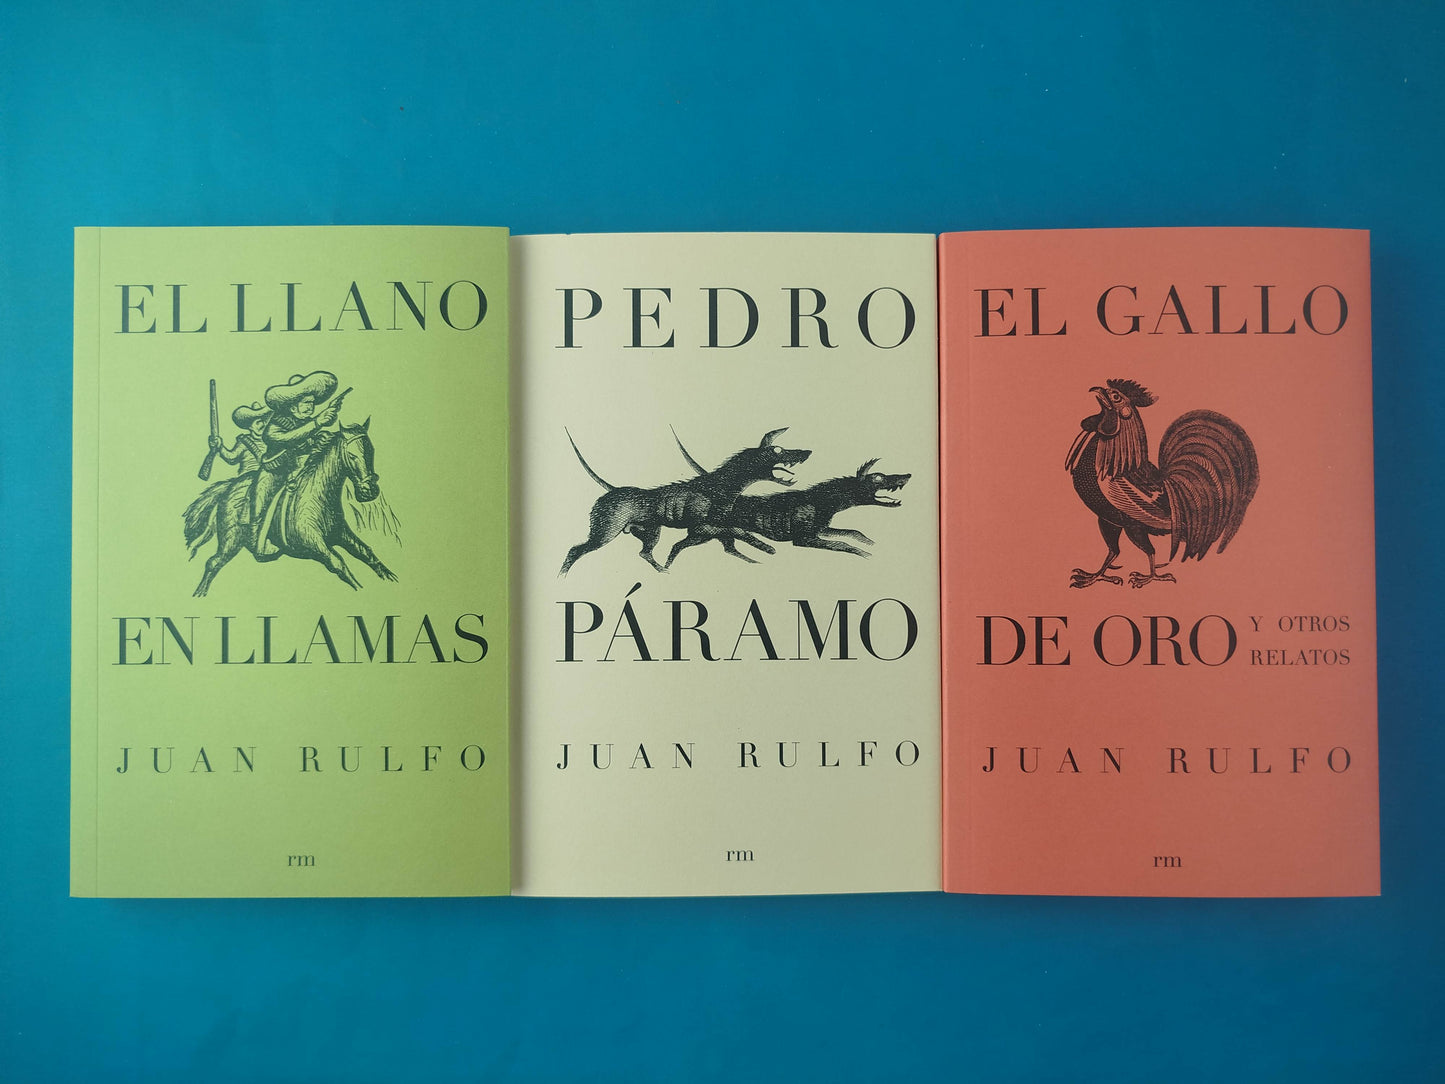 EL LLANO
EN LLAMAS
JUAN RULFO
rm
PEDRO
PÁRAMO
JUAN RULFO
rm
EL GALLO
DE ORO Y OTROS
RELATOS
JUAN RULFO
rm